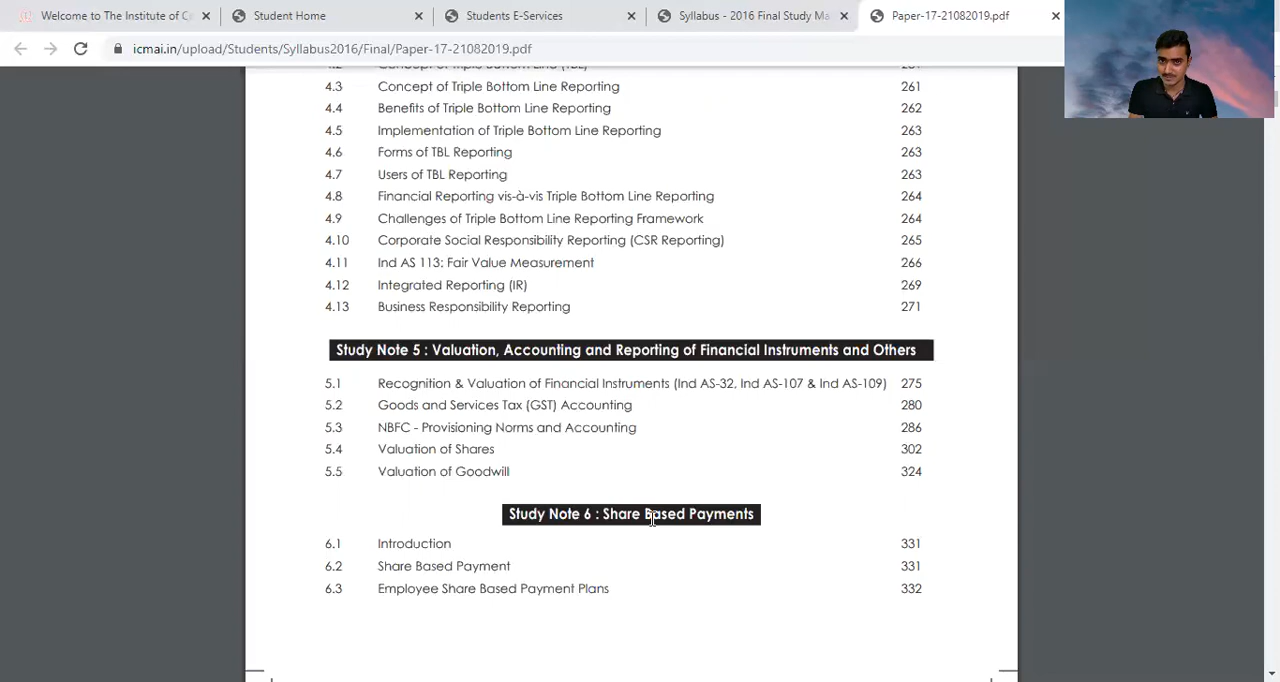 Welcome to The Institute of C
Student Home
Students E-Services
Syllabus - 2016 Final Study Ma
Paper-17-21082019.pdf
icmai.in/upload/Students/Syllabus2016/Final/Paper-17-21082019.pdf
4.2 Concept of Triple Bottom Line (TBL) 261
4.3 Concept of Triple Bottom Line Reporting 261
4.4 Benefits of Triple Bottom Line Reporting 262
4.5 Implementation of Triple Bottom Line Reporting 263
4.6 Forms of TBL Reporting 263
4.7 Users of TBL Reporting 263
4.8 Financial Reporting vis-à-vis Triple Bottom Line Reporting 264
4.9 Challenges of Triple Bottom Line Reporting Framework 264
4.10 Corporate Social Responsibility Reporting (CSR Reporting) 265
4.11 Ind AS 113: Fair Value Measurement 266
4.12 Integrated Reporting (IR) 269
4.13 Business Responsibility Reporting 271
Study Note 5 : Valuation, Accounting and Reporting of Financial Instruments and Others
5.1 Recognition & Valuation of Financial Instruments (Ind AS-32, Ind AS-107 & Ind AS-109) 275
5.2 Goods and Services Tax (GST) Accounting 280
5.3 NBFC - Provisioning Norms and Accounting 286
5.4 Valuation of Shares 302
5.5 Valuation of Goodwill 324
Study Note 6 : Share Based Payments
6.1 Introduction 331
6.2 Share Based Payment 331
6.3 Employee Share Based Payment Plans 332